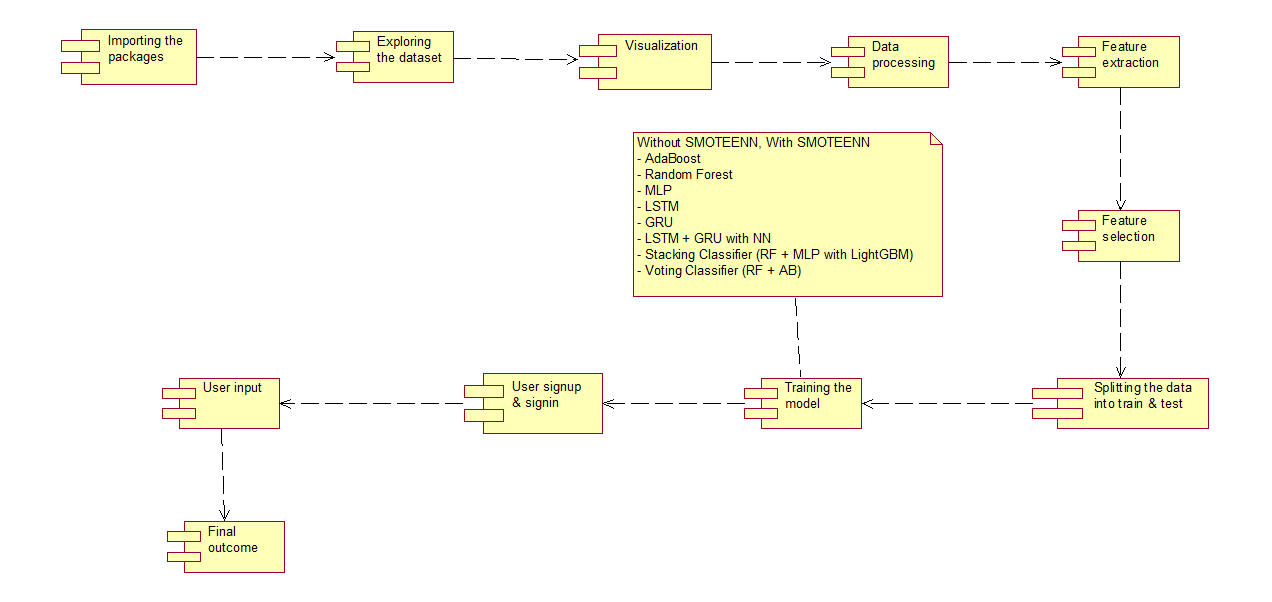 Importing the
packages
Exploring
the dataset
Visualization
Data
processing
Feature
extraction
Without SMOTEENN, With SMOTEENN
- AdaBoost
- Random Forest
- MLP
- LSTM
- GRU
- LSTM + GRU with NN
- Stacking Classifier (RF + MLP with LightGBM)
- Voting Classifier (RF + AB)
Feature
selection
Splitting the data
into train & test
Training the
model
User signup
& signin
User input
Final
outcome